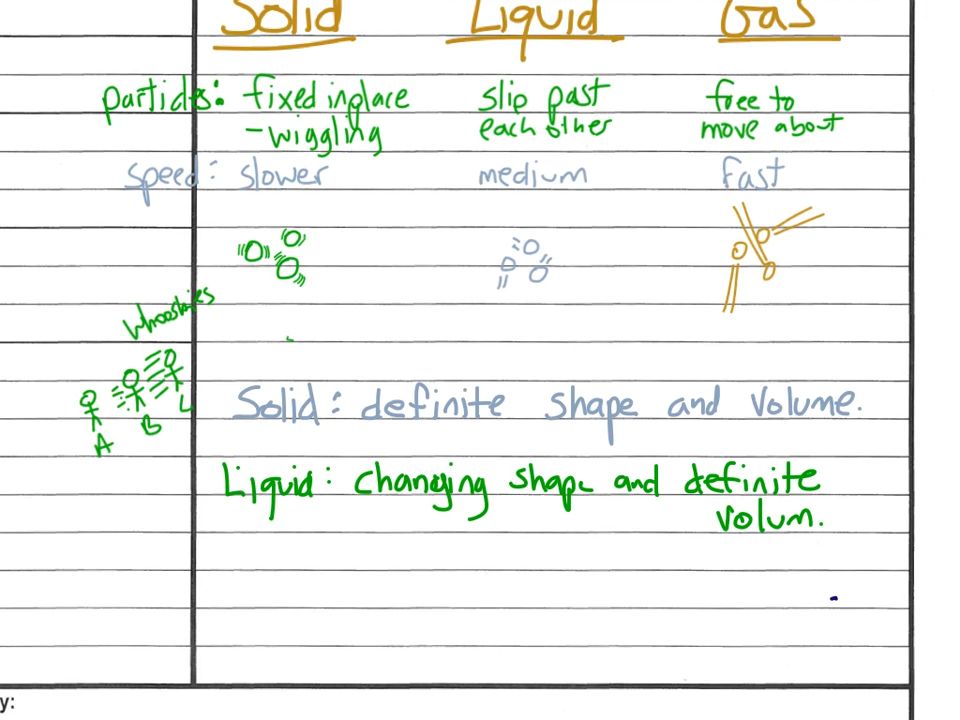 Solid Liquid Gas
particles: fixed in place slip past free to
-wiggling each other move about
speed: slower medium fast
whooshies
A B L
Solid: definite shape and volume.
Liquid: changing shape and definite
volum.
y: